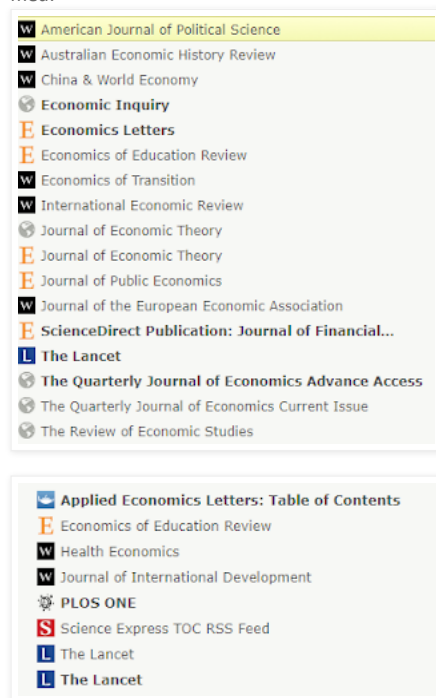 W American Journal of Political Science
W Australian Economic History Review
W China & World Economy
Economic Inquiry
E Economics Letters
E Economics of Education Review
W Economics of Transition
W International Economic Review
Journal of Economic Theory
E Journal of Economic Theory
E Journal of Public Economics
W Journal of the European Economic Association
E ScienceDirect Publication: Journal of Financial...
L The Lancet
The Quarterly Journal of Economics Advance Access
The Quarterly Journal of Economics Current Issue
The Review of Economic Studies
Applied Economics Letters: Table of Contents
E Economics of Education Review
W Health Economics
W Journal of International Development
PLOS ONE
S Science Express TOC RSS Feed
L The Lancet
L The Lancet